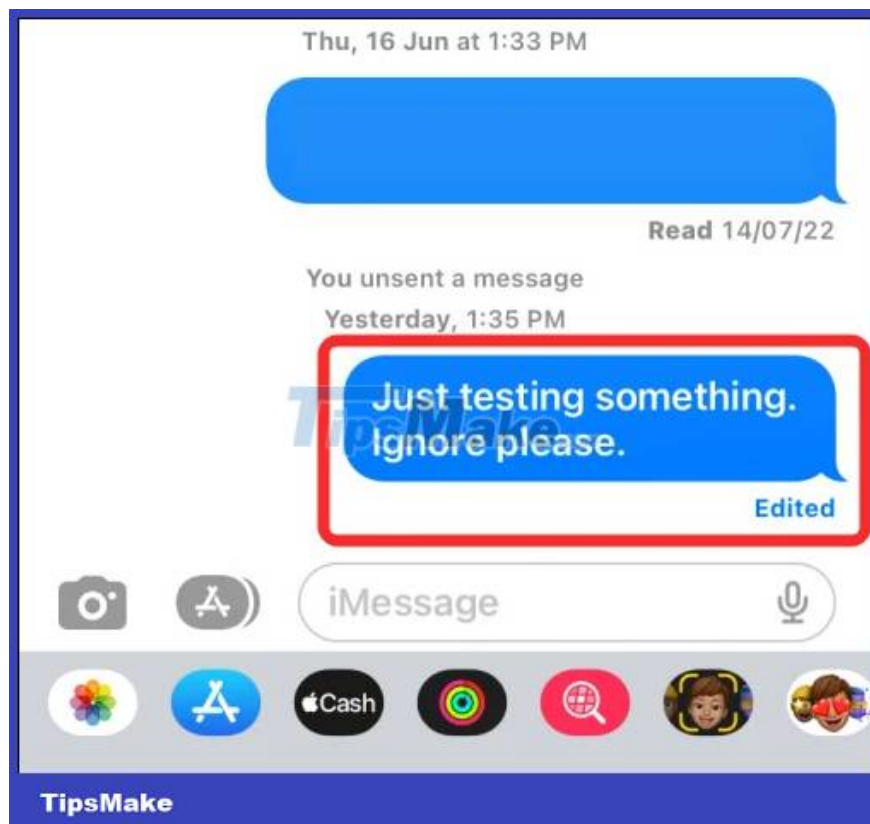 Thu, 16 Jun at 1:33 PM
Read 14/07/22
You unsent a message
Yesterday, 1:35 PM
Just testing something.
Ignore please.
TipsMake
Edited
iMessage
Cash
TipsMake